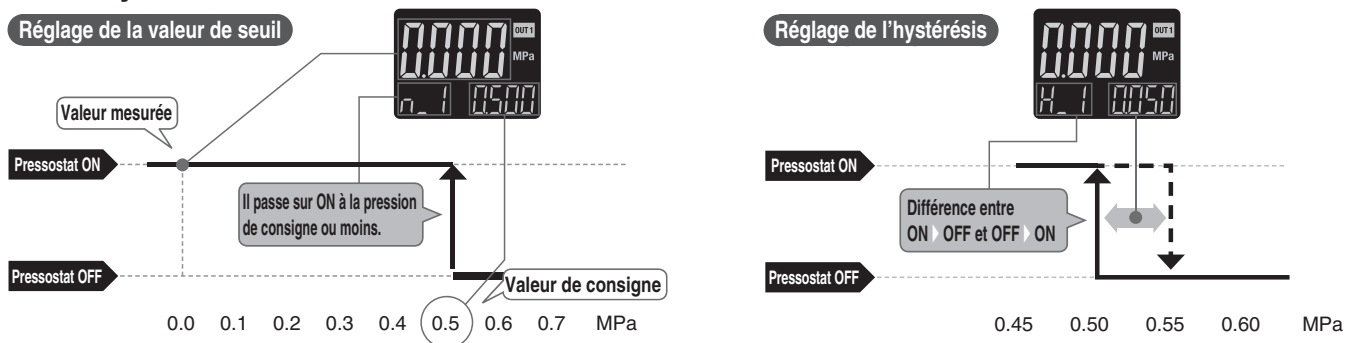 Réglage de la valeur de seuil
0.000
OUT1
MPa
n_1 0.500
Valeur mesurée
Pressostat ON
Il passe sur ON à la pression
de consigne ou moins.
Pressostat OFF
Valeur de consigne
0.0 0.1 0.2 0.3 0.4 0.5 0.6 0.7 MPa
Réglage de l'hystérésis
0.000
OUT1
MPa
H_1 0.050
Pressostat ON
Différence entre
ON OFF et OFF ON
Pressostat OFF
0.45 0.50 0.55 0.60 MPa